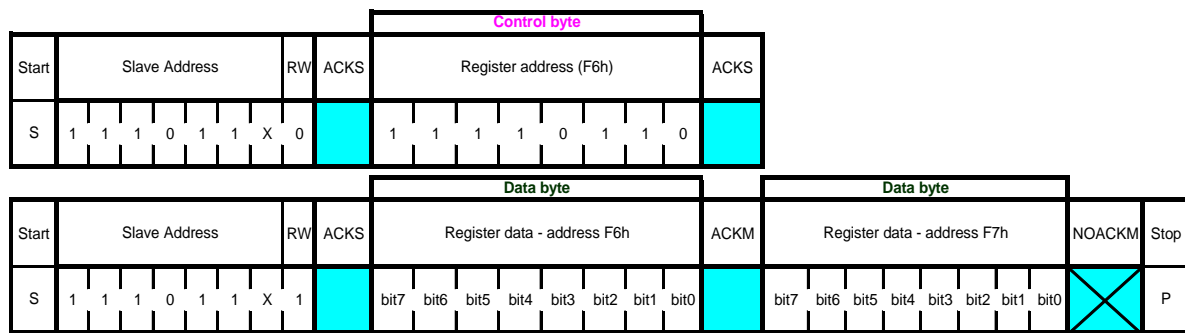 Control byte
Start Slave Address RW ACKS Register address (F6h) ACKS
S 1 1 1 0 1 1 X 0 1 1 1 1 0 1 1 0
Data byte Data byte
Start Slave Address RW ACKS Register data - address F6h ACKM Register data - address F7h NOACKM Stop
S 1 1 1 0 1 1 X 1 bit7 bit6 bit5 bit4 bit3 bit2 bit1 bit0 bit7 bit6 bit5 bit4 bit3 bit2 bit1 bit0 P